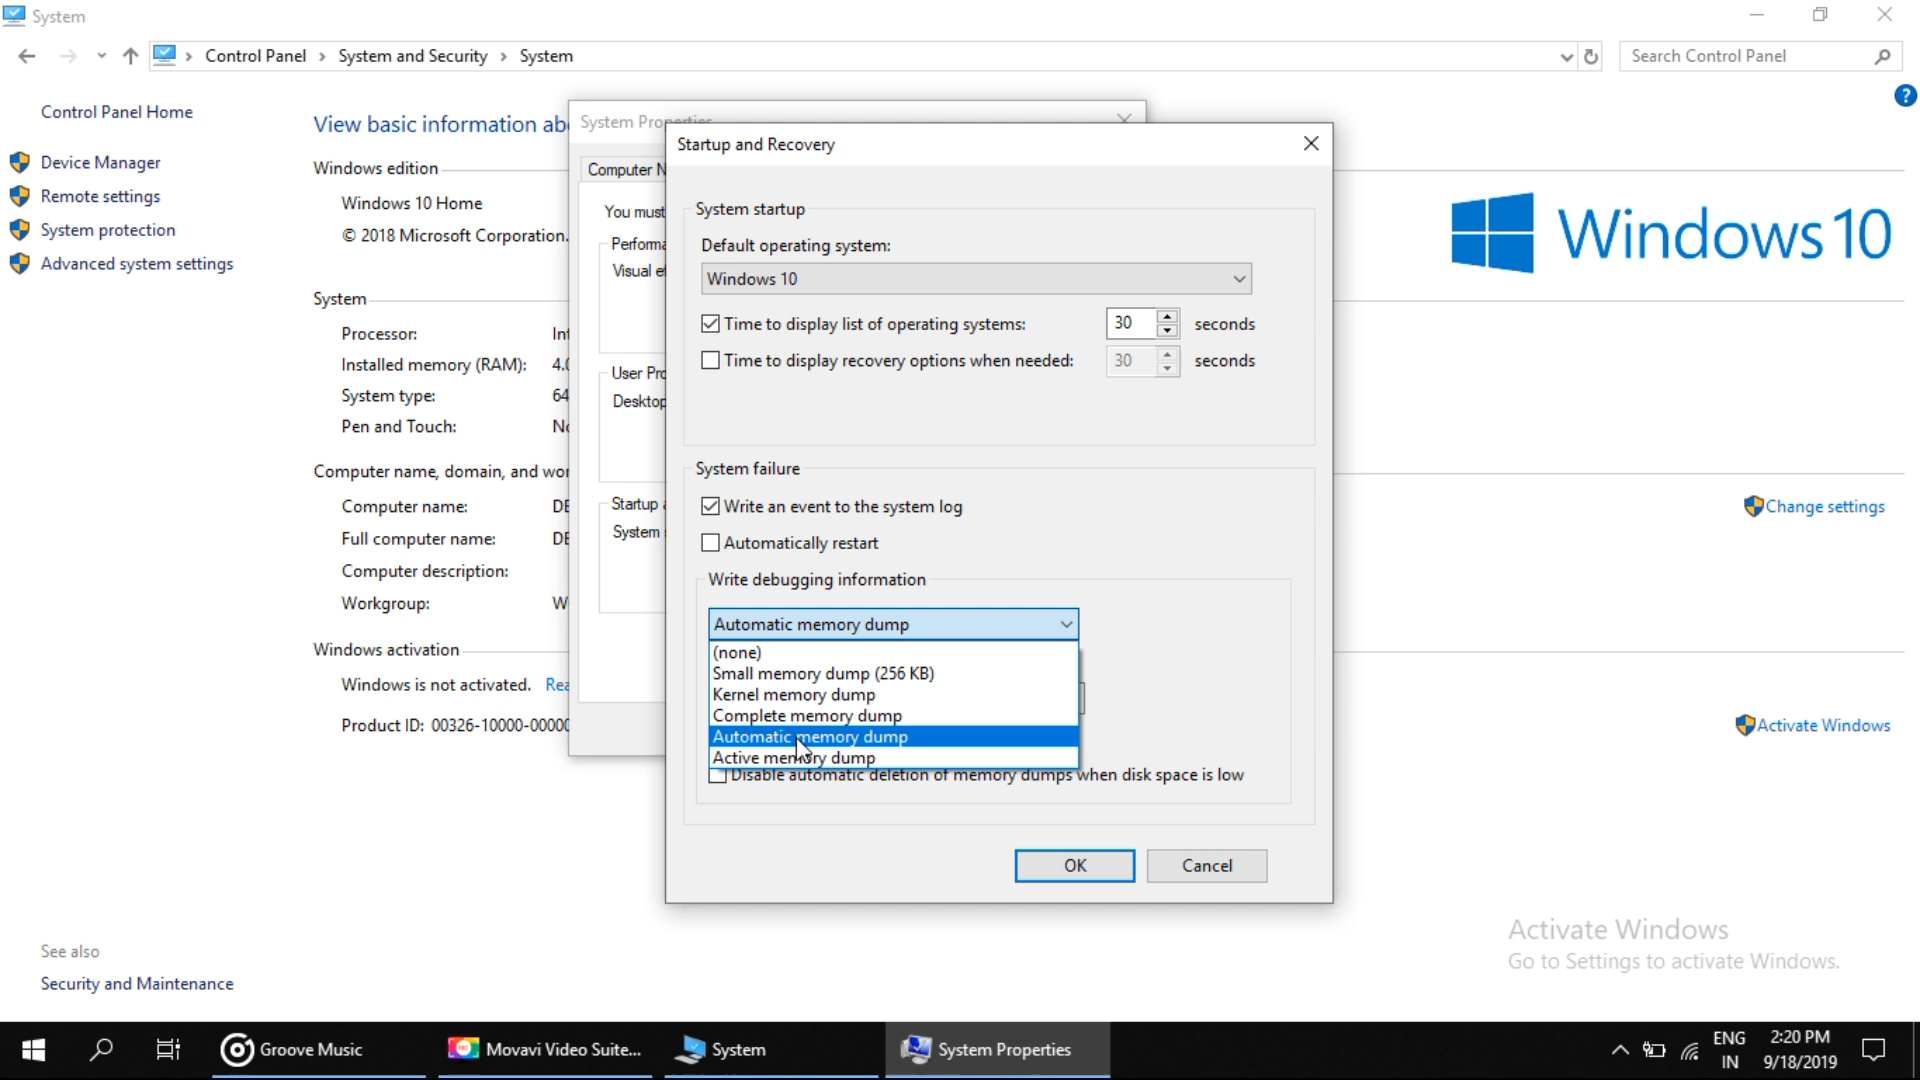 System
Control Panel
System and Security
System
Search Control Panel
Control Panel Home
Device Manager
Remote settings
System protection
Advanced system settings
View basic information ab
Windows edition
Windows 10 Home
© 2018 Microsoft Corporation.
System
Processor:
Installed memory (RAM):
System type:
Pen and Touch:
Computer name, domain, and wor
Computer name:
Full computer name:
Computer description:
Workgroup:
Windows activation
Windows is not activated. Rea
Product ID: 00326-10000-00000
System Properties
Computer N
You must
Performa
Visual ef
User Pro
Desktop
Startup a
System s
Startup and Recovery
System startup
Default operating system:
Windows 10
Time to display list of operating systems: 30 seconds
Time to display recovery options when needed: 30 seconds
System failure
Write an event to the system log
Automatically restart
Write debugging information
Automatic memory dump
(none)
Small memory dump (256 KB)
Kernel memory dump
Complete memory dump
Automatic memory dump
Active memory dump
Disable automatic deletion of memory dumps when disk space is low
OK
Cancel
Windows 10
Change settings
Activate Windows
Activate Windows
Go to Settings to activate Windows.
See also
Security and Maintenance
Groove Music
Movavi Video Suite...
System
System Properties
ENG
IN
2:20 PM
9/18/2019